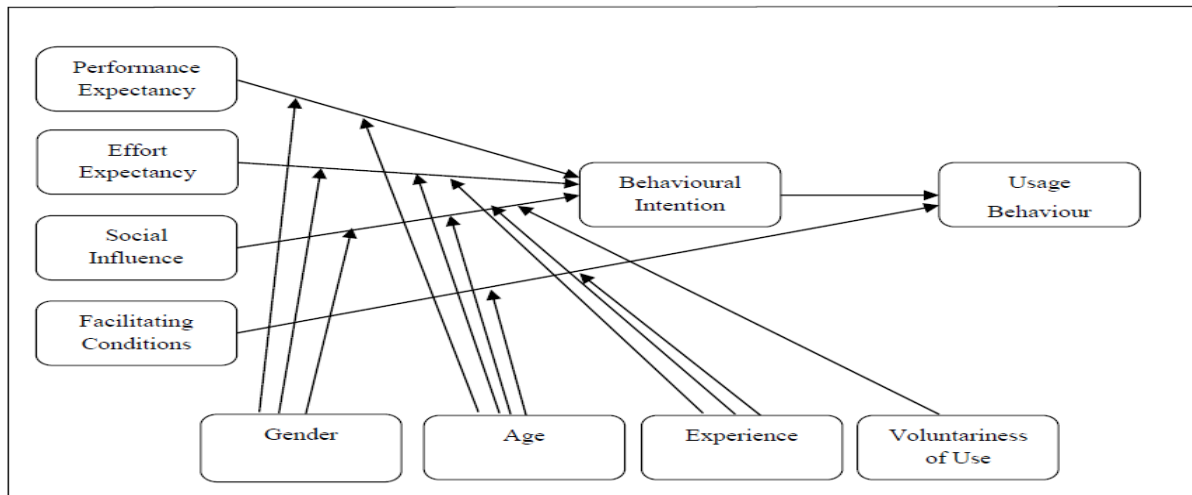 Performance
Expectancy
Effort
Expectancy
Social
Influence
Facilitating
Conditions
Behavioural
Intention
Usage
Behaviour
Gender
Age
Experience
Voluntariness
of Use